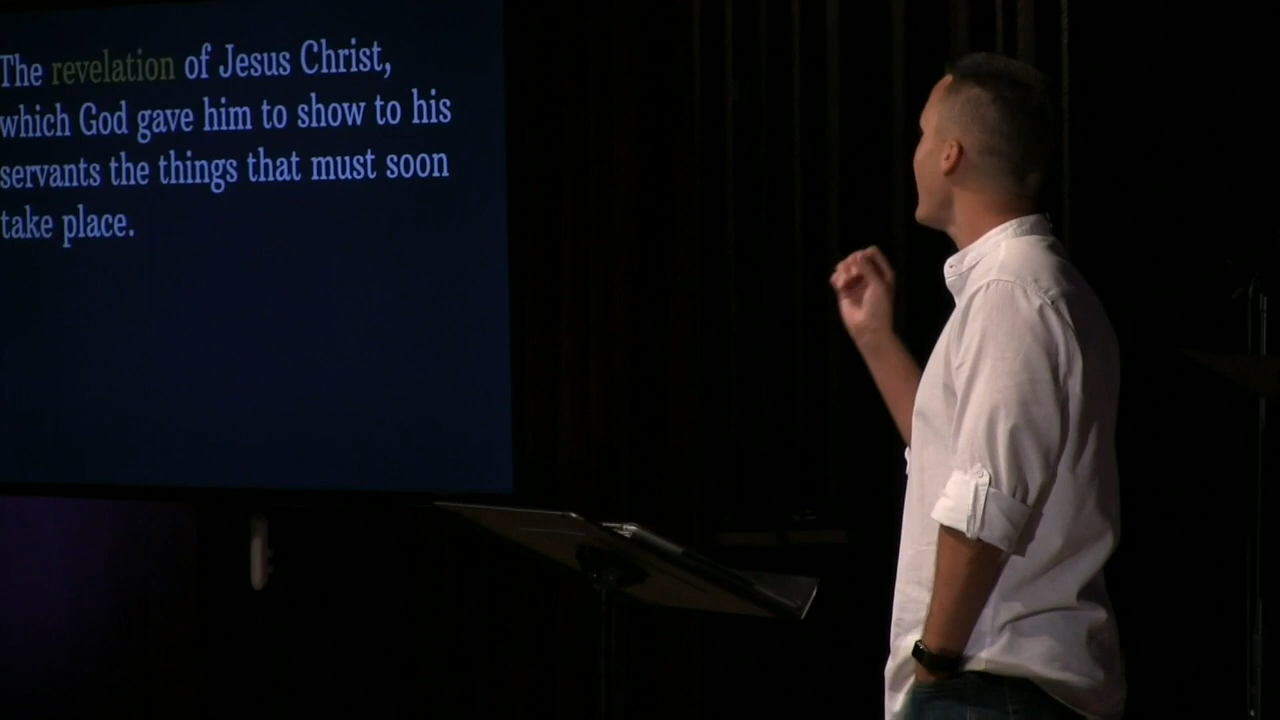 The revelation of Jesus Christ,
which God gave him to show to his
servants the things that must soon
take place.